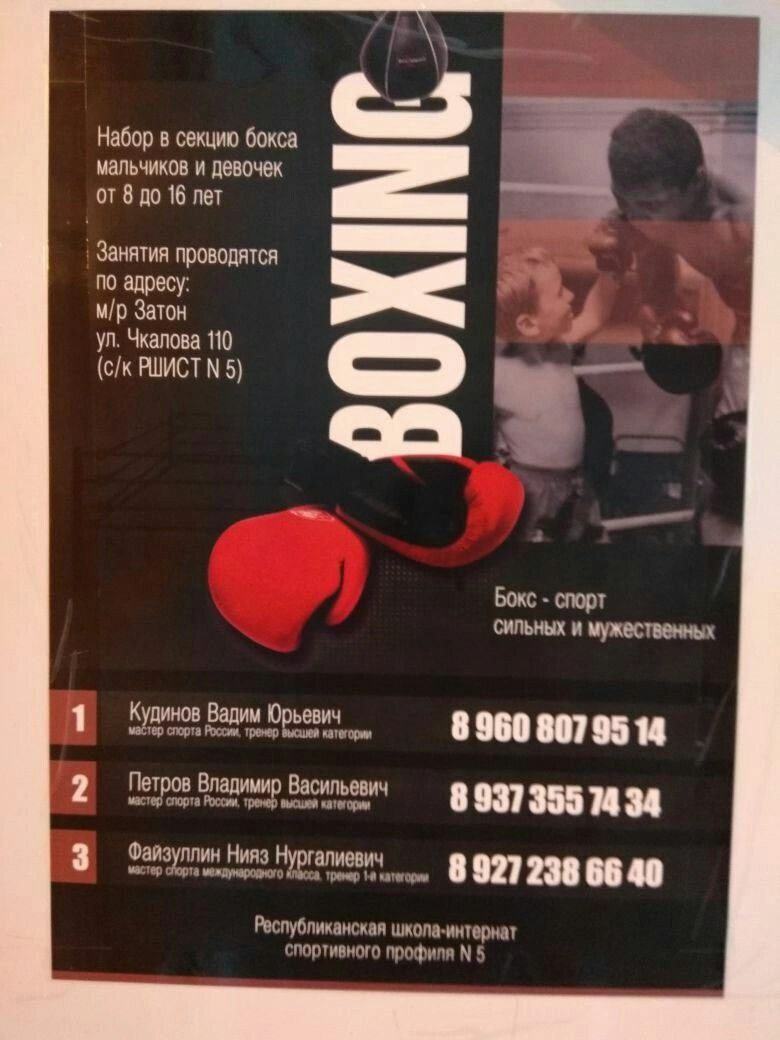 BOXING
Набор в секцию бокса
мальчиков и девочек
от 8 до 16 лет
Занятия проводятся
по адресу:
м/р Затон
ул. Чкалова 110
(с/к РШИСТ N 5)
Бокс - спорт
сильных и мужественных
1 Кудинов Вадим Юрьевич 8 960 807 95 14
мастер спорта России, тренер высшей категории
2 Петров Владимир Васильевич 8 937 355 74 34
мастер спорта России, тренер высшей категории
3 Файзуллин Нияз Нургалиевич 8 927 238 66 40
мастер спорта международного класса, тренер 1-й категории
Республиканская школа-интернат
спортивного профиля N 5